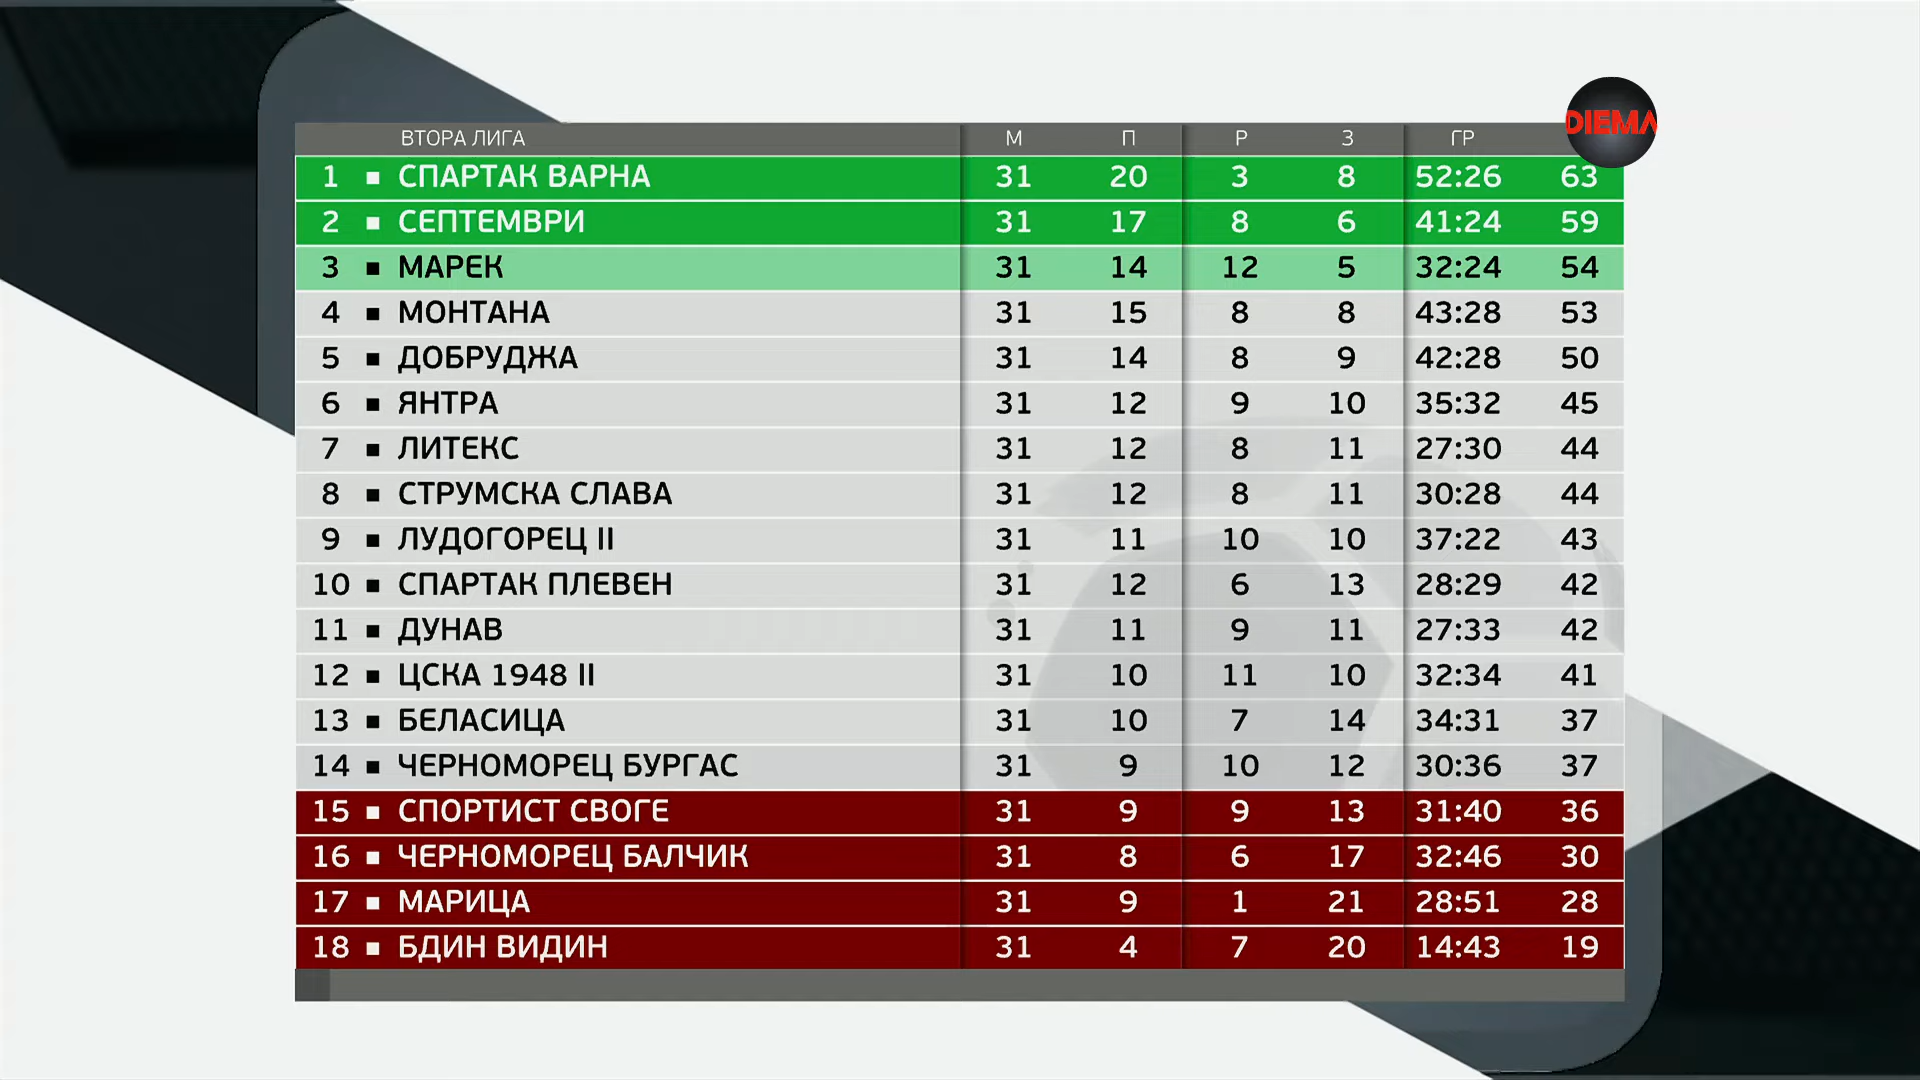 DIEMA
ВТОРА ЛИГА М П Р З ГР
1 СПАРТАК ВАРНА 31 20 3 8 52:26 63
2 СЕПТЕМВРИ 31 17 8 6 41:24 59
3 МАРЕК 31 14 12 5 32:24 54
4 МОНТАНА 31 15 8 8 43:28 53
5 ДОБРУДЖА 31 14 8 9 42:28 50
6 ЯНТРА 31 12 9 10 35:32 45
7 ЛИТЕКС 31 12 8 11 27:30 44
8 СТРУМСКА СЛАВА 31 12 8 11 30:28 44
9 ЛУДОГОРЕЦ II 31 11 10 10 37:22 43
10 СПАРТАК ПЛЕВЕН 31 12 6 13 28:29 42
11 ДУНАВ 31 11 9 11 27:33 42
12 ЦСКА 1948 II 31 10 11 10 32:34 41
13 БЕЛАСИЦА 31 10 7 14 34:31 37
14 ЧЕРНОМОРЕЦ БУРГАС 31 9 10 12 30:36 37
15 СПОРТИСТ СВОГЕ 31 9 9 13 31:40 36
16 ЧЕРНОМОРЕЦ БАЛЧИК 31 8 6 17 32:46 30
17 МАРИЦА 31 9 1 21 28:51 28
18 БДИН ВИДИН 31 4 7 20 14:43 19